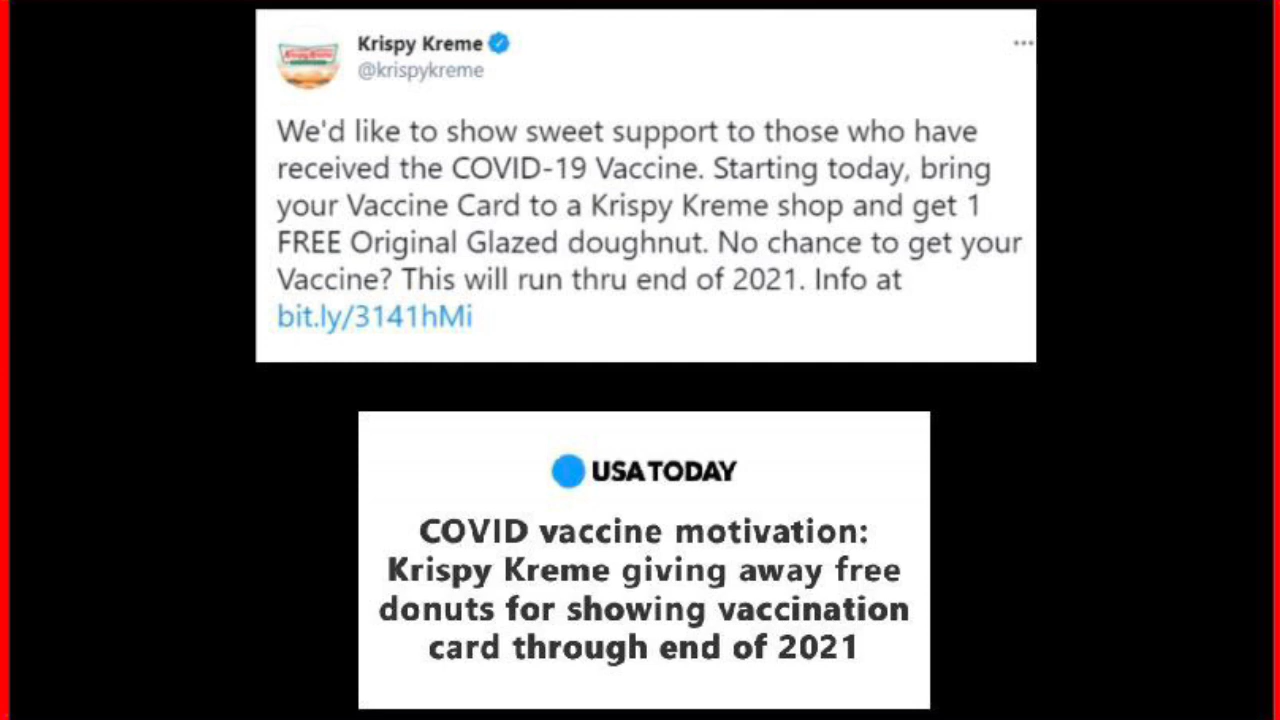 Krispy Kreme
@krispykreme
We'd like to show sweet support to those who have
received the COVID-19 Vaccine. Starting today, bring
your Vaccine Card to a Krispy Kreme shop and get 1
FREE Original Glazed doughnut. No chance to get your
Vaccine? This will run thru end of 2021. Info at
bit.ly/3141hMi
USA TODAY
COVID vaccine motivation:
Krispy Kreme giving away free
donuts for showing vaccination
card through end of 2021